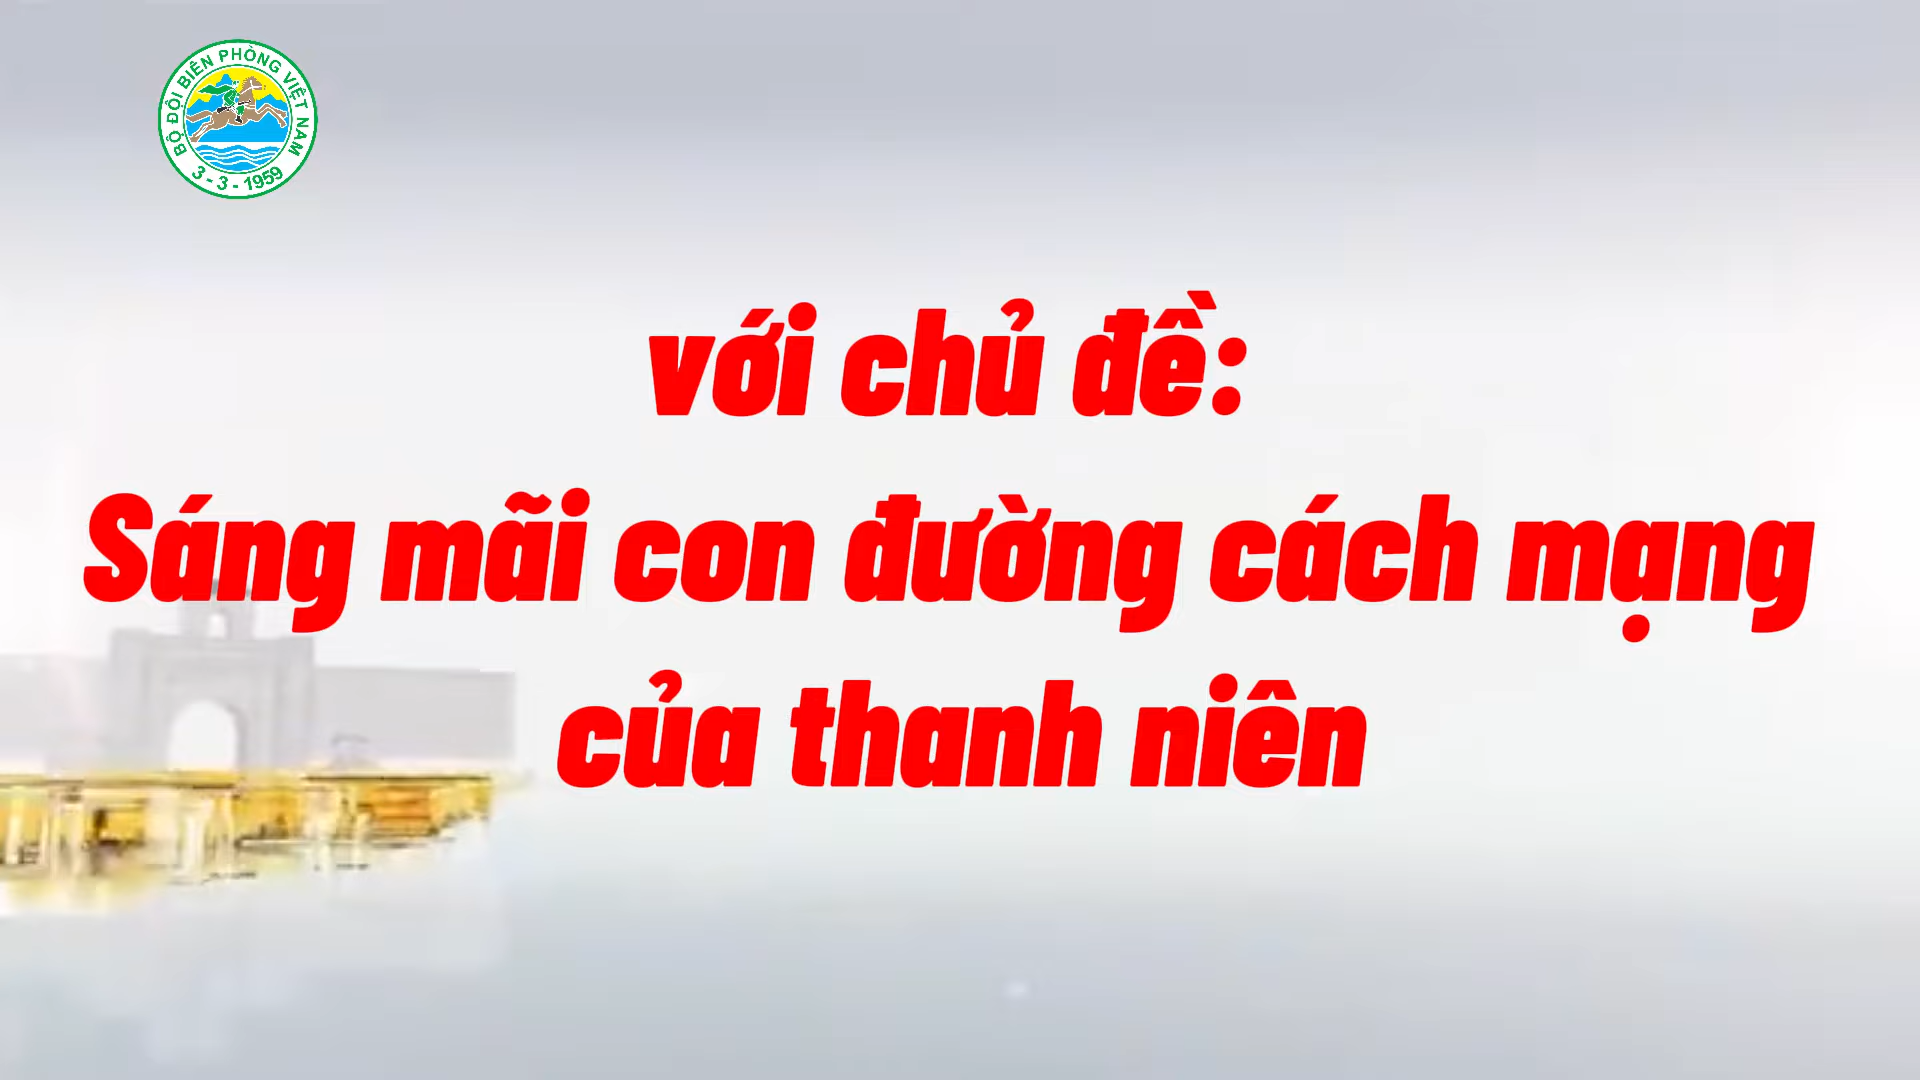 BỘ ĐỘI BIÊN PHÒNG VIỆT NAM
3 - 3 - 1959
với chủ đề:
Sáng mãi con đường cách mạng
của thanh niên